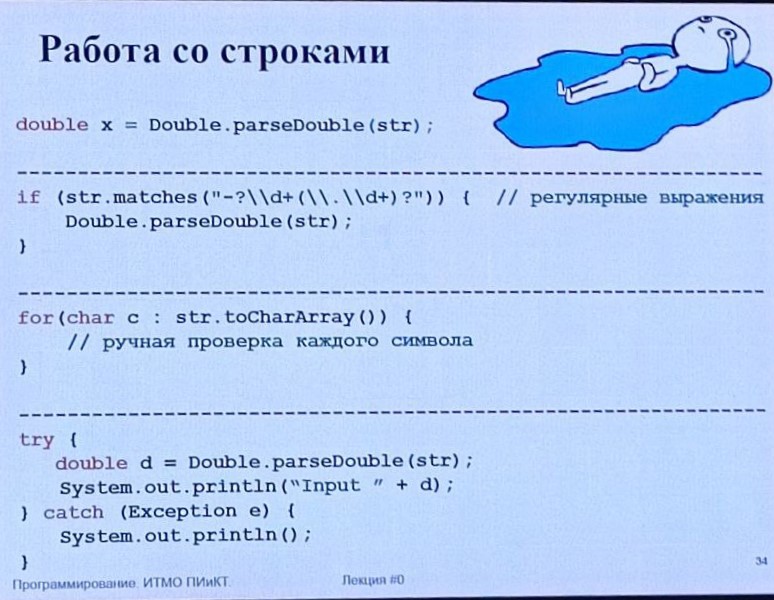 Работа со строками
double x = Double.parseDouble(str);
if (str.matches("-?\\d+(\\.\\d+)?")) {  // регулярные выражения
    Double.parseDouble(str);
}
for(char c : str.toCharArray()) {
    // ручная проверка каждого символа
}
try {
   double d = Double.parseDouble(str);
   System.out.println(“Input ” + d);
} catch (Exception e) {
   System.out.println();
}
34
Программирование. ИТМО ПИиКТ.
Лекция #0